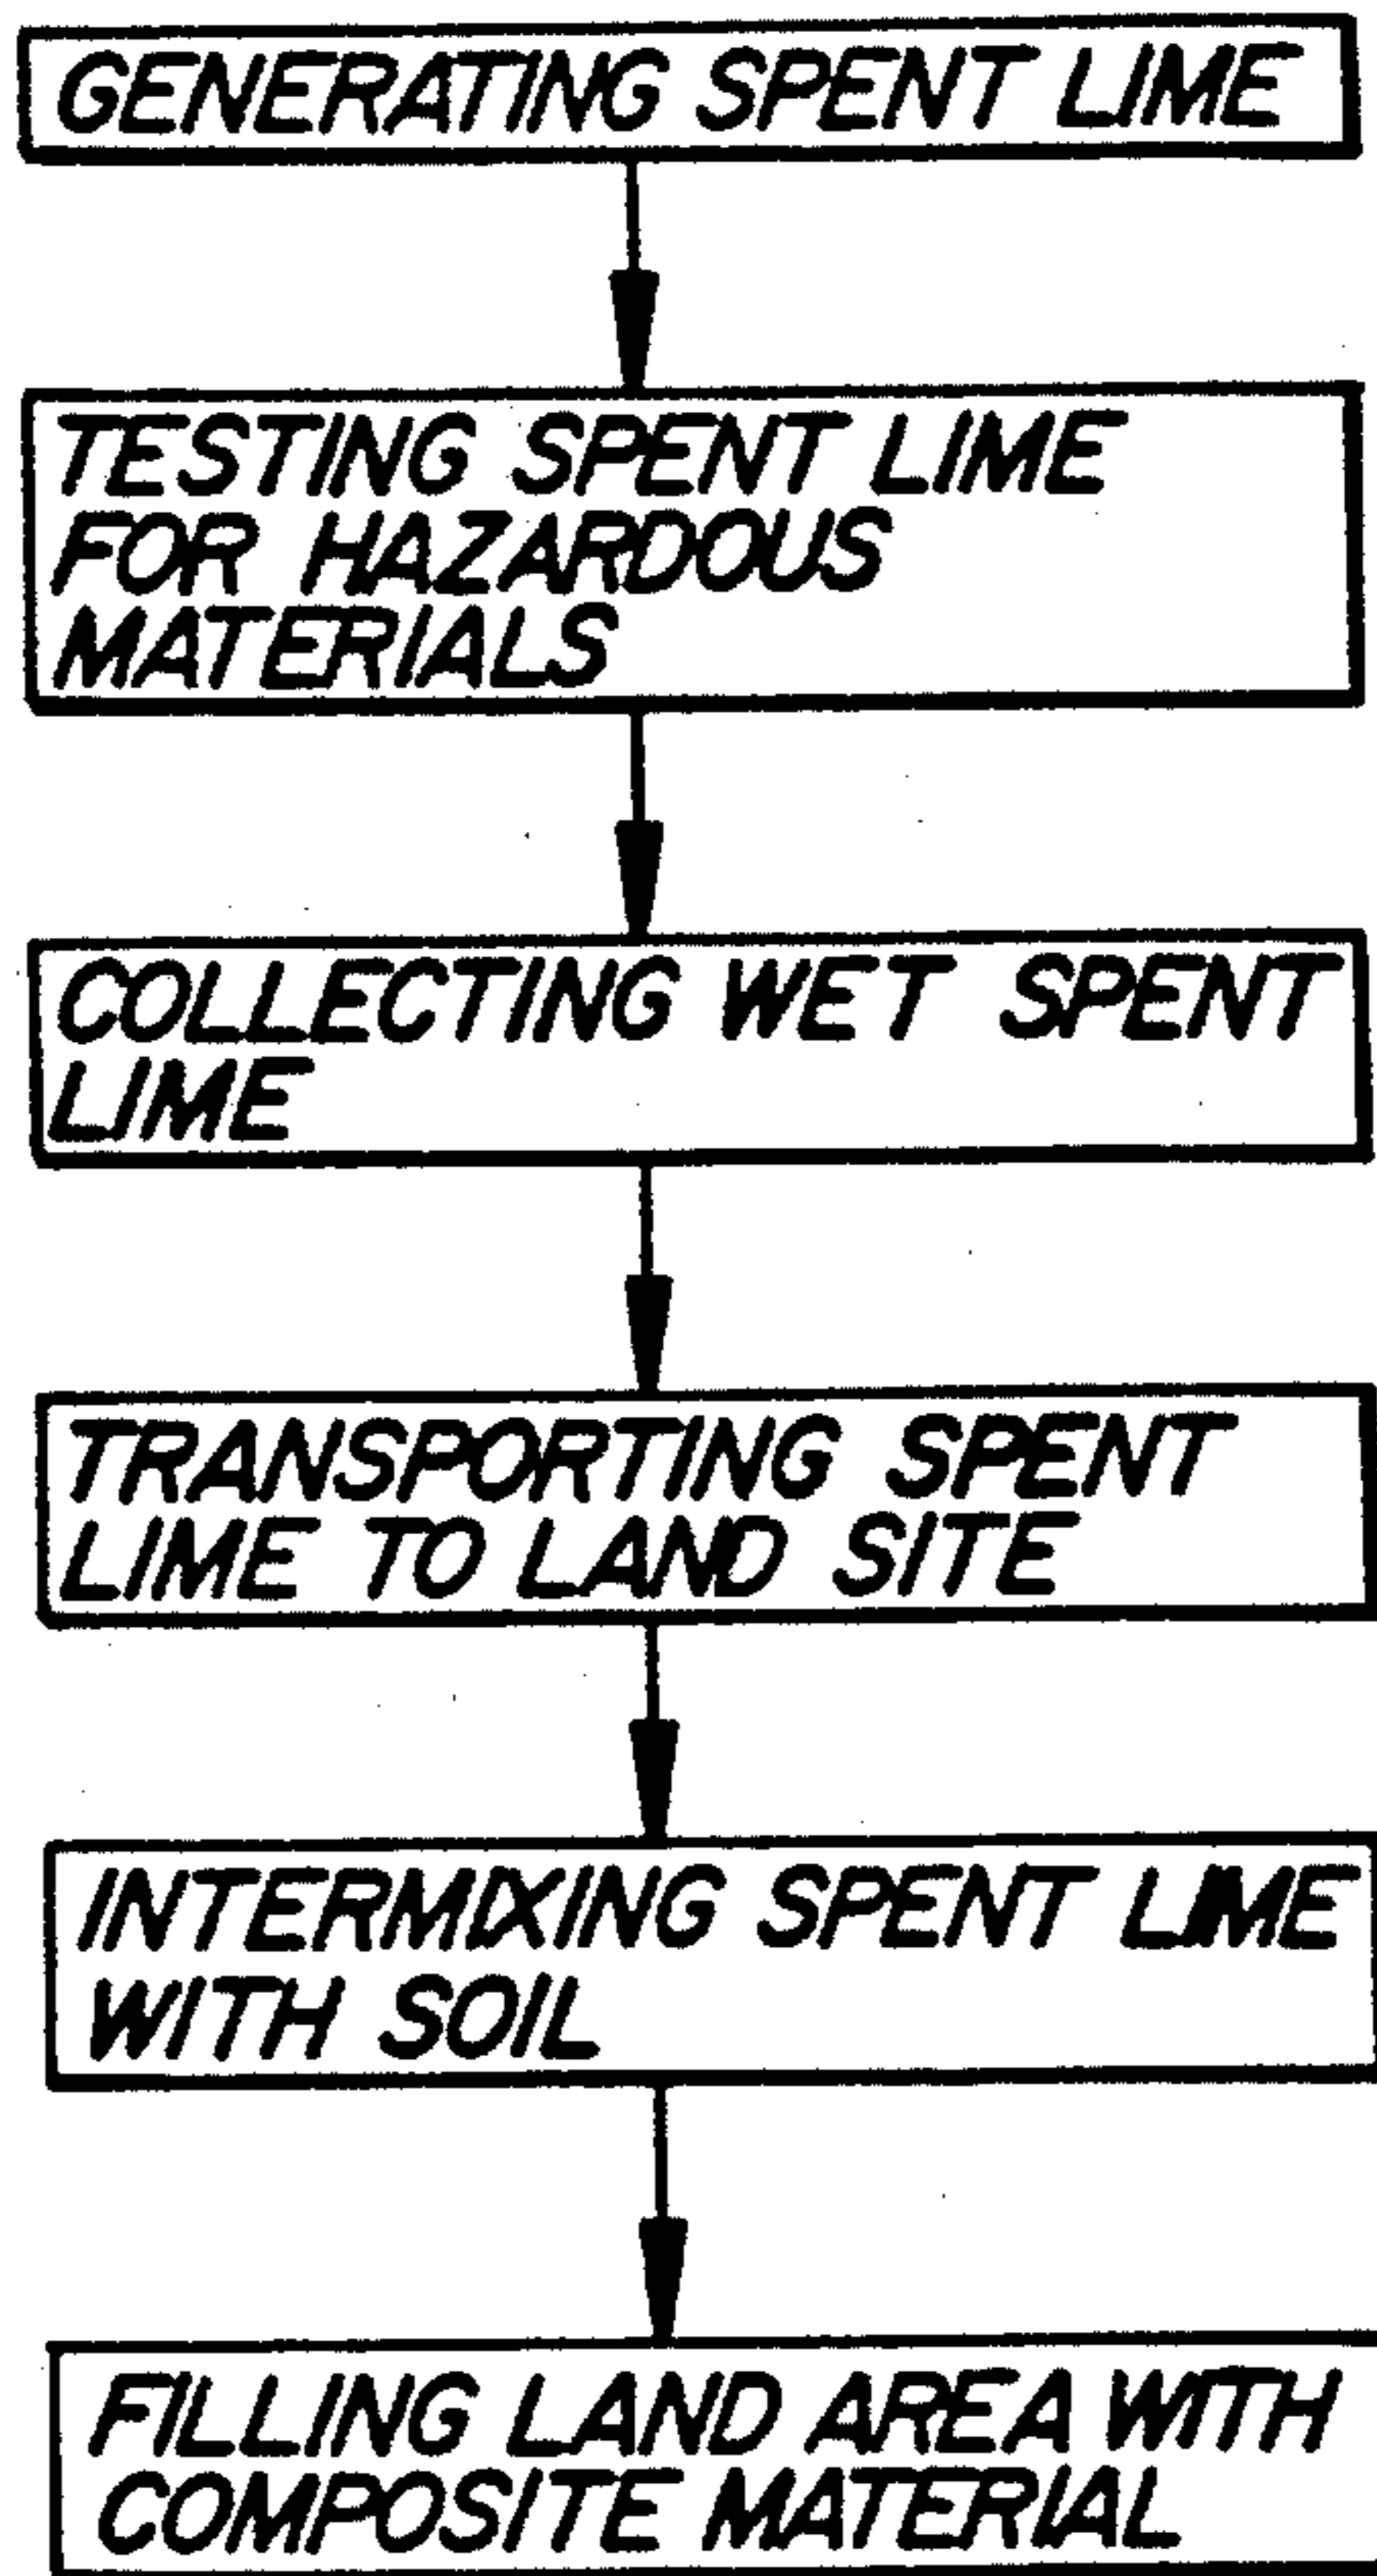 GENERATING SPENT LIME
TESTING SPENT LIME
FOR HAZARDOUS
MATERIALS
COLLECTING WET SPENT
LIME
TRANSPORTING SPENT
LIME TO LAND SITE
INTERMIXING SPENT LIME
WITH SOIL
FILLING LAND AREA WITH
COMPOSITE MATERIAL